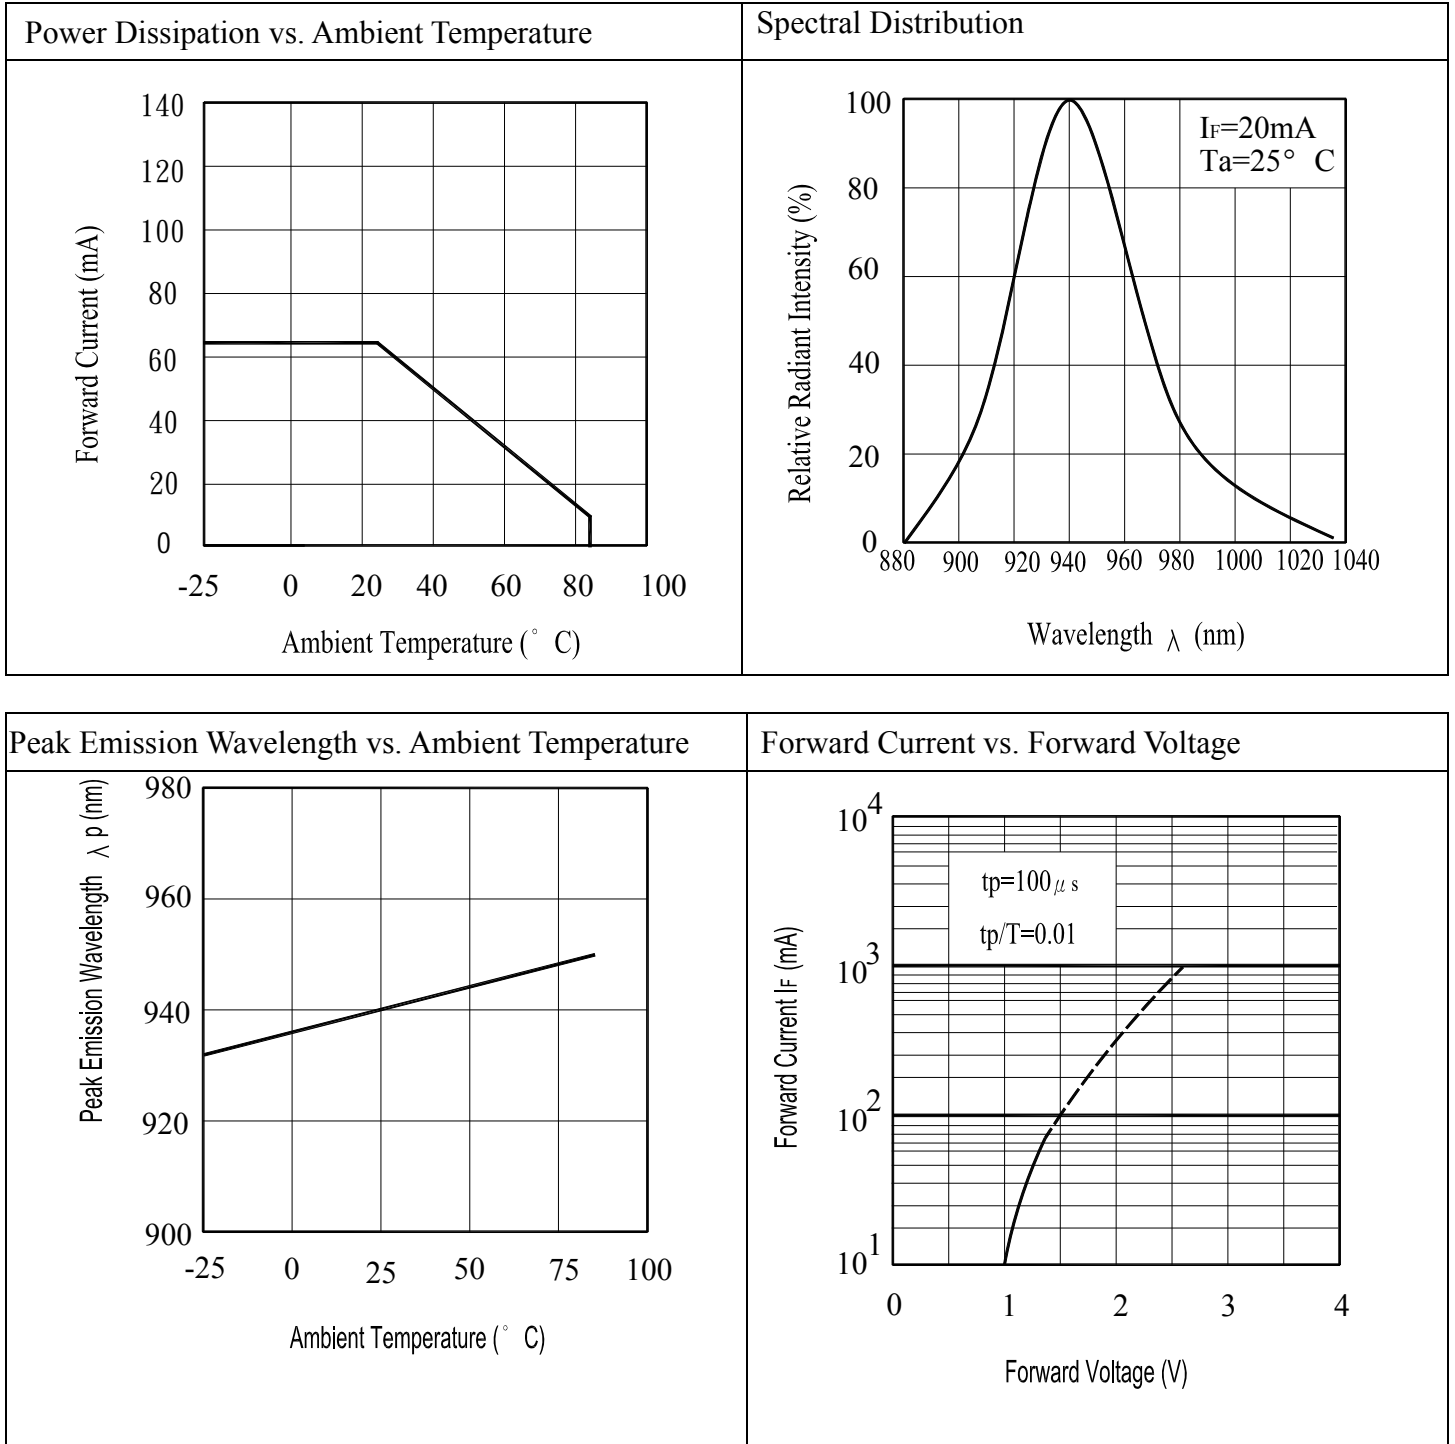 Power Dissipation vs. Ambient Temperature
140
120
100
80
60
40
20
0
-25 0 20 40 60 80 100
Forward Current (mA)
Ambient Temperature (° C)
Spectral Distribution
100
80
60
40
20
0
IF=20mA
Ta=25° C
880 900 920 940 960 980 1000 1020 1040
Relative Radiant Intensity (%)
Wavelength λ (nm)
Peak Emission Wavelength vs. Ambient Temperature
980
960
940
920
900
-25 0 25 50 75 100
Peak Emission Wavelength λ p (nm)
Ambient Temperature (° C)
Forward Current vs. Forward Voltage
10^4
10^3
10^2
10^1
tp=100μs
tp/T=0.01
0 1 2 3 4
Forward Current IF (mA)
Forward Voltage (V)